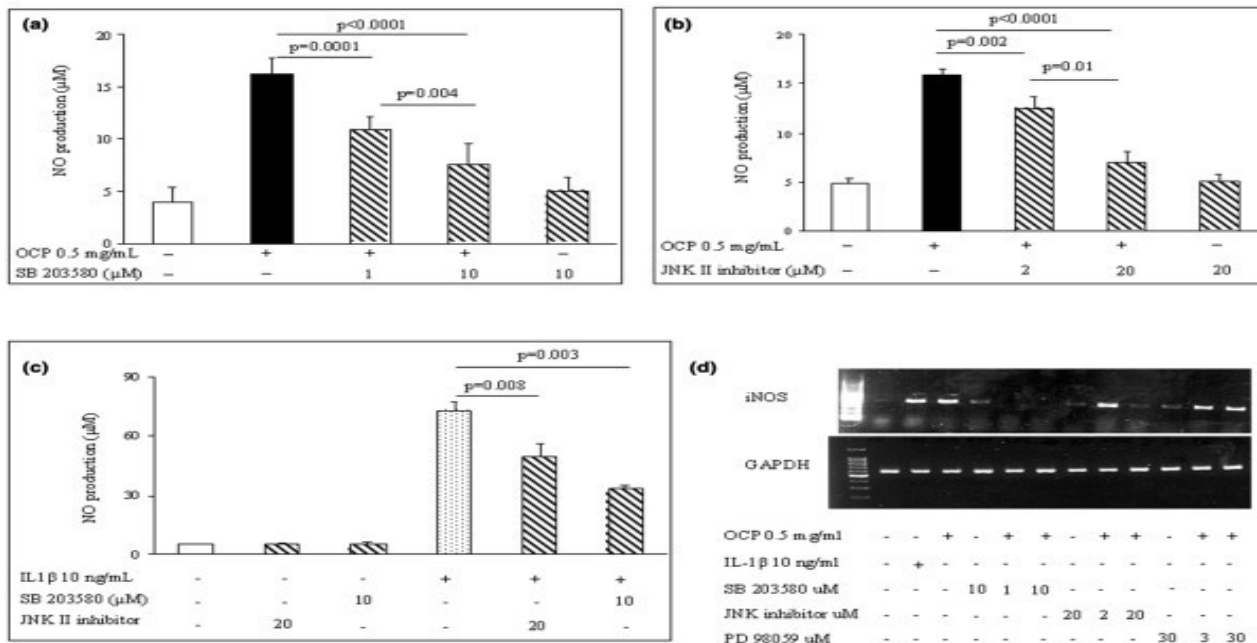 (a)
p<0.0001
p=0.0001
p=0.004
20
15
10
5
0
NO production (μM)
OCP 0.5 mg/mL – + + + –
SB 203580 (μM) – – 1 10 10
(b)
p<0.0001
p=0.002
p=0.01
20
15
10
5
0
NO production (μM)
OCP 0.5 mg/mL – + + + –
JNK II inhibitor (μM) – – 2 20 20
(c)
p=0.003
p=0.008
90
60
30
0
NO production (μM)
IL1β 10 ng/mL - - - + + +
SB 203580 (μM) - - 10 - - 10
JNK II inhibitor - 20 - - 20 -
(d)
iNOS
GAPDH
OCP 0.5 mg/ml - - + - + + - + + - + +
IL-1β 10 ng/ml - + - - - - - - - - - -
SB 203580 uM - - - 10 1 10 - - - - - -
JNK inhibitor uM - - - - - - 20 2 20 - - -
PD 98059 uM - - - - - - - - - 30 3 30